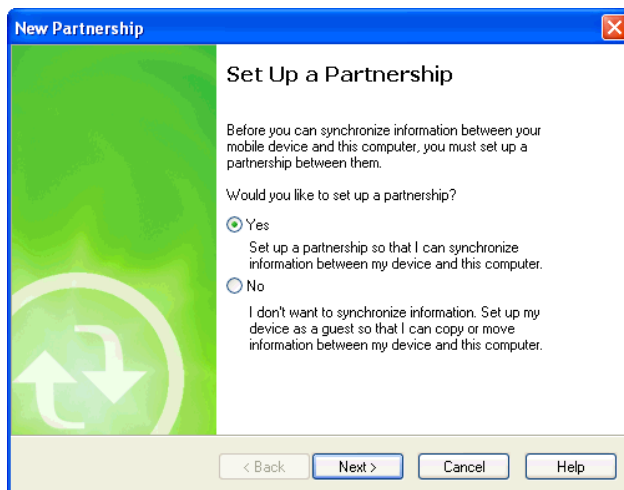 New Partnership
Set Up a Partnership
Before you can synchronize information between your
mobile device and this computer, you must set up a
partnership between them.
Would you like to set up a partnership?
Yes
Set up a partnership so that I can synchronize
information between my device and this computer.
No
I don't want to synchronize information. Set up my
device as a guest so that I can copy or move
information between my device and this computer.
< Back Next > Cancel Help